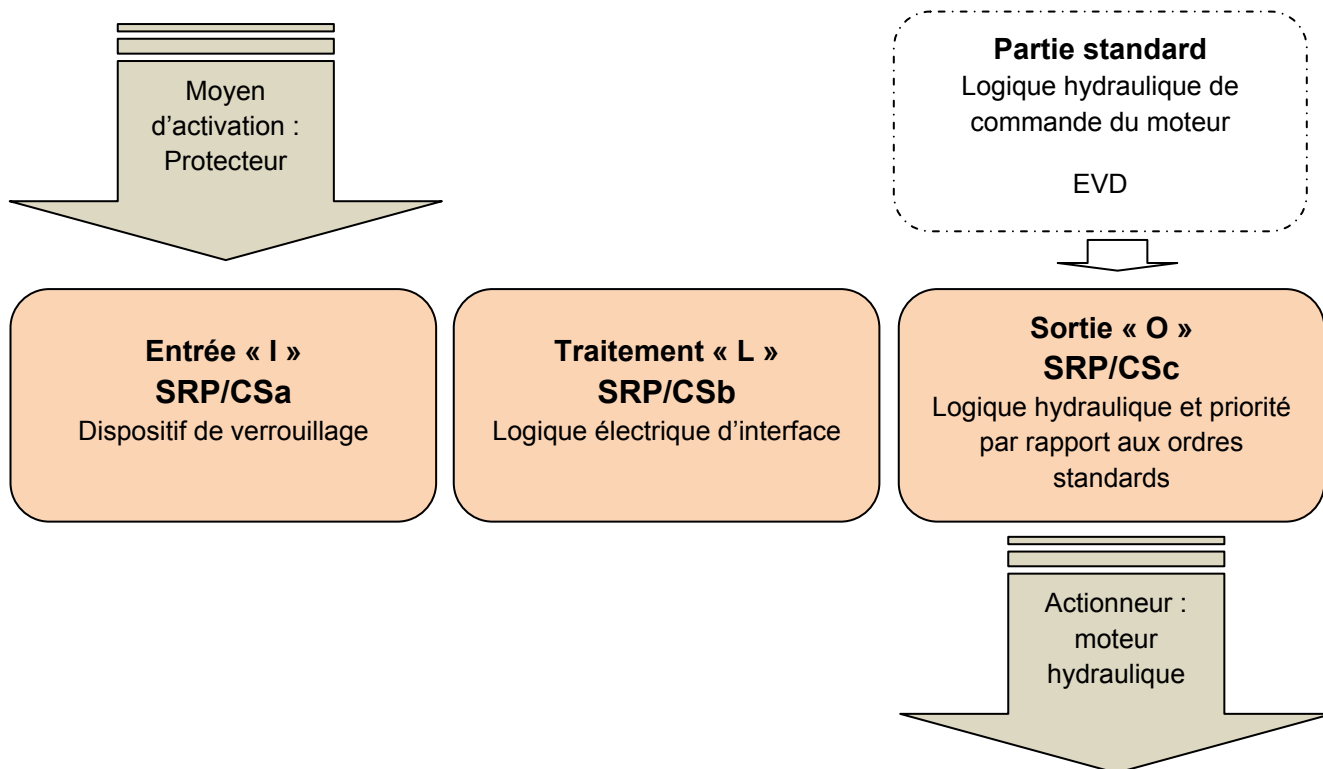 Moyen
d’activation :
Protecteur
Partie standard
Logique hydraulique de
commande du moteur
EVD
Entrée « I »
SRP/CSa
Dispositif de verrouillage
Traitement « L »
SRP/CSb
Logique électrique d’interface
Sortie « O »
SRP/CSc
Logique hydraulique et priorité
par rapport aux ordres
standards
Actionneur :
moteur
hydraulique